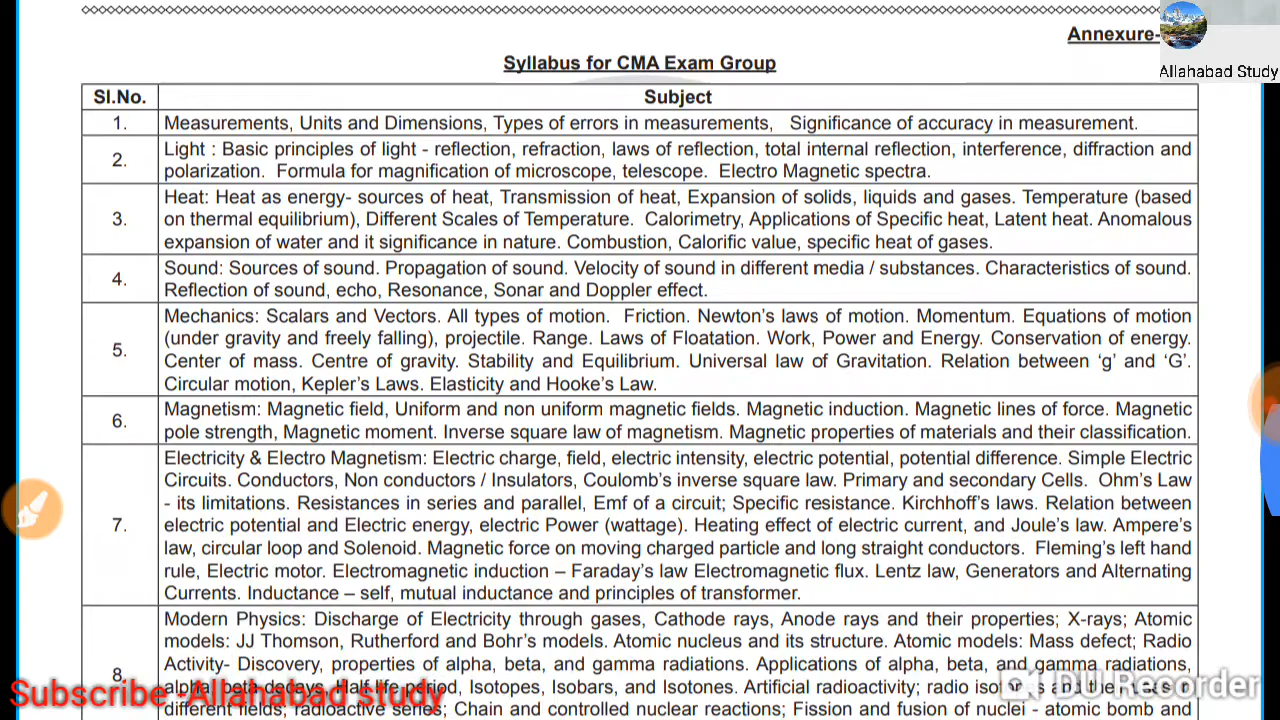 Annexure-
Allahabad Study
Syllabus for CMA Exam Group
Sl.No. Subject
1. Measurements, Units and Dimensions, Types of errors in measurements, Significance of accuracy in measurement.
2. Light : Basic principles of light - reflection, refraction, laws of reflection, total internal reflection, interference, diffraction and
polarization. Formula for magnification of microscope, telescope. Electro Magnetic spectra.
3. Heat: Heat as energy- sources of heat, Transmission of heat, Expansion of solids, liquids and gases. Temperature (based
on thermal equilibrium), Different Scales of Temperature. Calorimetry, Applications of Specific heat, Latent heat. Anomalous
expansion of water and it significance in nature. Combustion, Calorific value, specific heat of gases.
4. Sound: Sources of sound. Propagation of sound. Velocity of sound in different media / substances. Characteristics of sound.
Reflection of sound, echo, Resonance, Sonar and Doppler effect.
5. Mechanics: Scalars and Vectors. All types of motion. Friction. Newton's laws of motion. Momentum. Equations of motion
(under gravity and freely falling), projectile. Range. Laws of Floatation. Work, Power and Energy. Conservation of energy.
Center of mass. Centre of gravity. Stability and Equilibrium. Universal law of Gravitation. Relation between 'g' and 'G'.
Circular motion, Kepler's Laws. Elasticity and Hooke's Law.
6. Magnetism: Magnetic field, Uniform and non uniform magnetic fields. Magnetic induction. Magnetic lines of force. Magnetic
pole strength, Magnetic moment. Inverse square law of magnetism. Magnetic properties of materials and their classification.
7. Electricity & Electro Magnetism: Electric charge, field, electric intensity, electric potential, potential difference. Simple Electric
Circuits. Conductors, Non conductors / Insulators, Coulomb's inverse square law. Primary and secondary Cells. Ohm's Law
- its limitations. Resistances in series and parallel, Emf of a circuit; Specific resistance. Kirchhoff's laws. Relation between
electric potential and Electric energy, electric Power (wattage). Heating effect of electric current, and Joule's law. Ampere's
law, circular loop and Solenoid. Magnetic force on moving charged particle and long straight conductors. Fleming's left hand
rule, Electric motor. Electromagnetic induction – Faraday's law Electromagnetic flux. Lentz law, Generators and Alternating
Currents. Inductance – self, mutual inductance and principles of transformer.
8. Modern Physics: Discharge of Electricity through gases, Cathode rays, Anode rays and their properties; X-rays; Atomic
models: JJ Thomson, Rutherford and Bohr's models. Atomic nucleus and its structure. Atomic models: Mass defect; Radio
Activity- Discovery, properties of alpha, beta, and gamma radiations. Applications of alpha, beta, and gamma radiations,
alpha, beta decays, Half life period, Isotopes, Isobars, and Isotones. Artificial radioactivity; radio
different fields, radioactive series; Chain and controlled nuclear reactions; Fission and fusion of nuclei - atomic bomb and
Subscribe -Allahabad study
DU Recorder